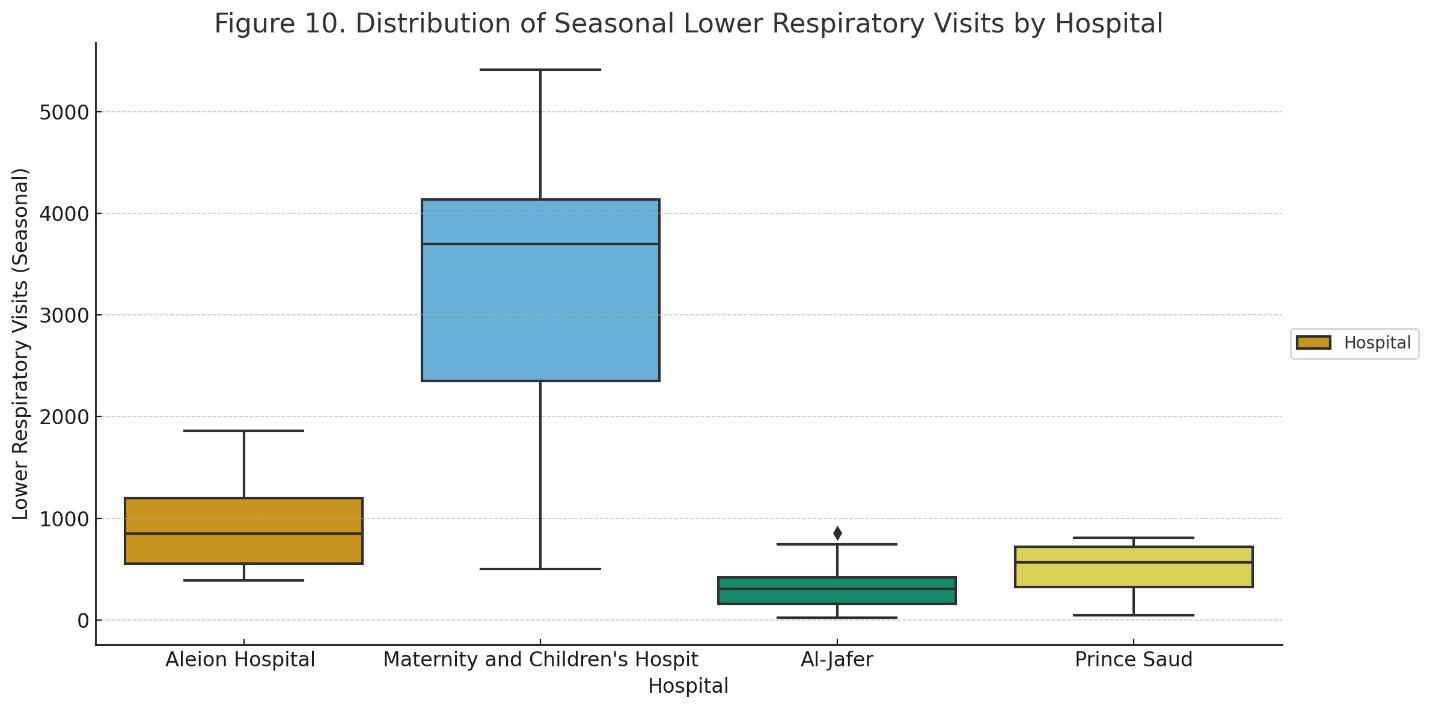 Figure 10. Distribution of Seasonal Lower Respiratory Visits by Hospital
Lower Respiratory Visits (Seasonal)
5000
4000
3000
2000
1000
0
Aleion Hospital
Maternity and Children's Hospit
Al-Jafer
Prince Saud
Hospital
Hospital